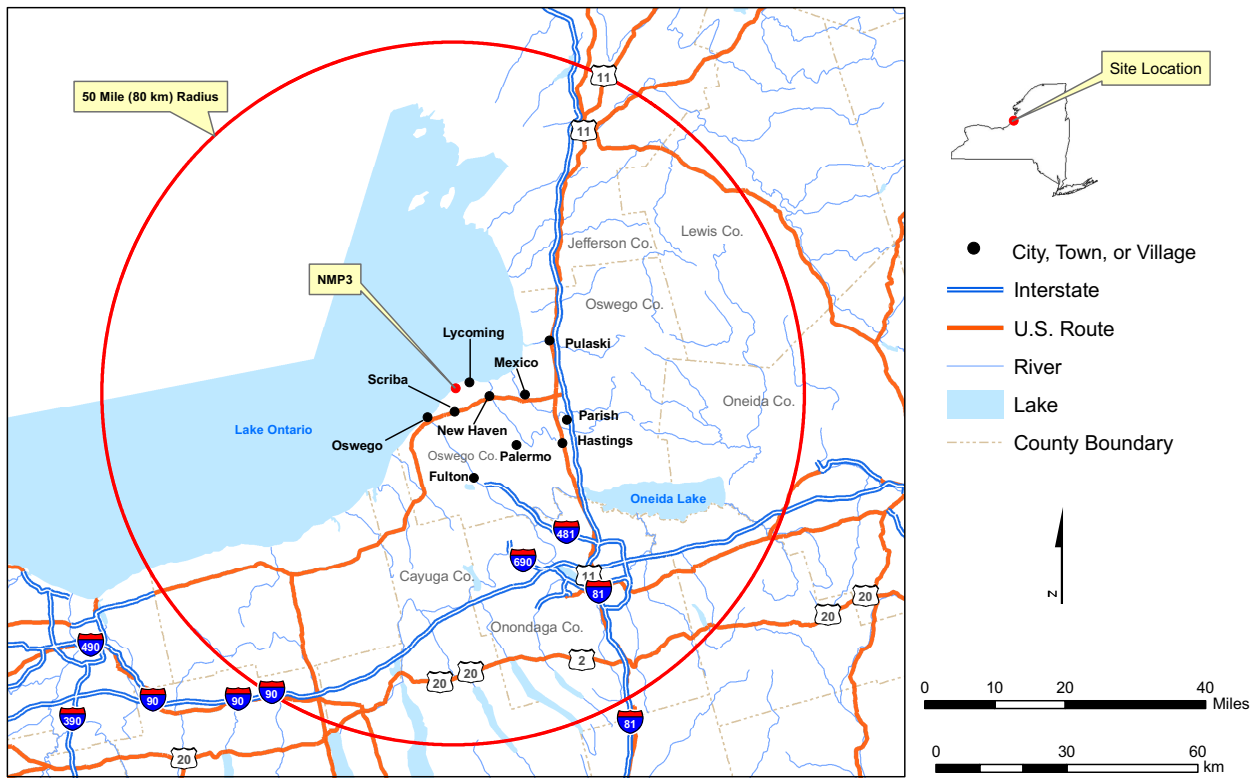 11
50 Mile (80 km) Radius
11
Jefferson Co.
Lewis Co.
NMP3
Oswego Co.
Lycoming
Pulaski
Mexico
Scriba
Oneida Co.
Parish
Lake Ontario
New Haven
Oswego
Hastings
Oswego Co.
Palermo
Fulton
Oneida Lake
481
690
Cayuga Co.
11
81
20
20
Onondaga Co.
490
2
20
20
90
90
90
390
81
20
Site Location
City, Town, or Village
Interstate
U.S. Route
River
Lake
County Boundary
N
0 10 20 40
Miles
0 30 60
km